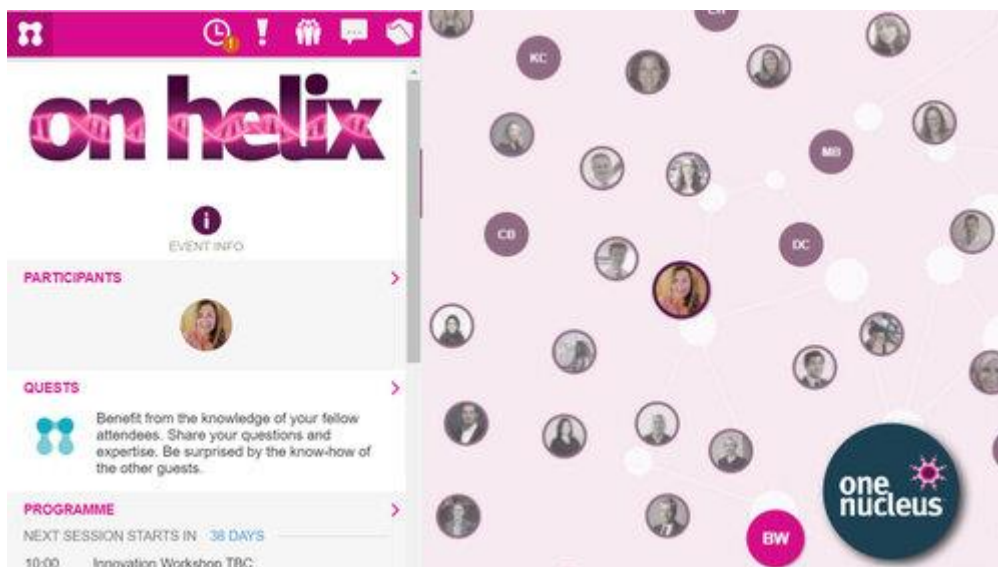 on helix
i
EVENT INFO
PARTICIPANTS
QUESTS
Benefit from the knowledge of your fellow
attendees. Share your questions and
expertise. Be surprised by the know-how of
the other guests.
PROGRAMME
NEXT SESSION STARTS IN 38 DAYS
10:00 Innovation Workshop TBC
KC
MB
CB
DC
BW
one
nucleus